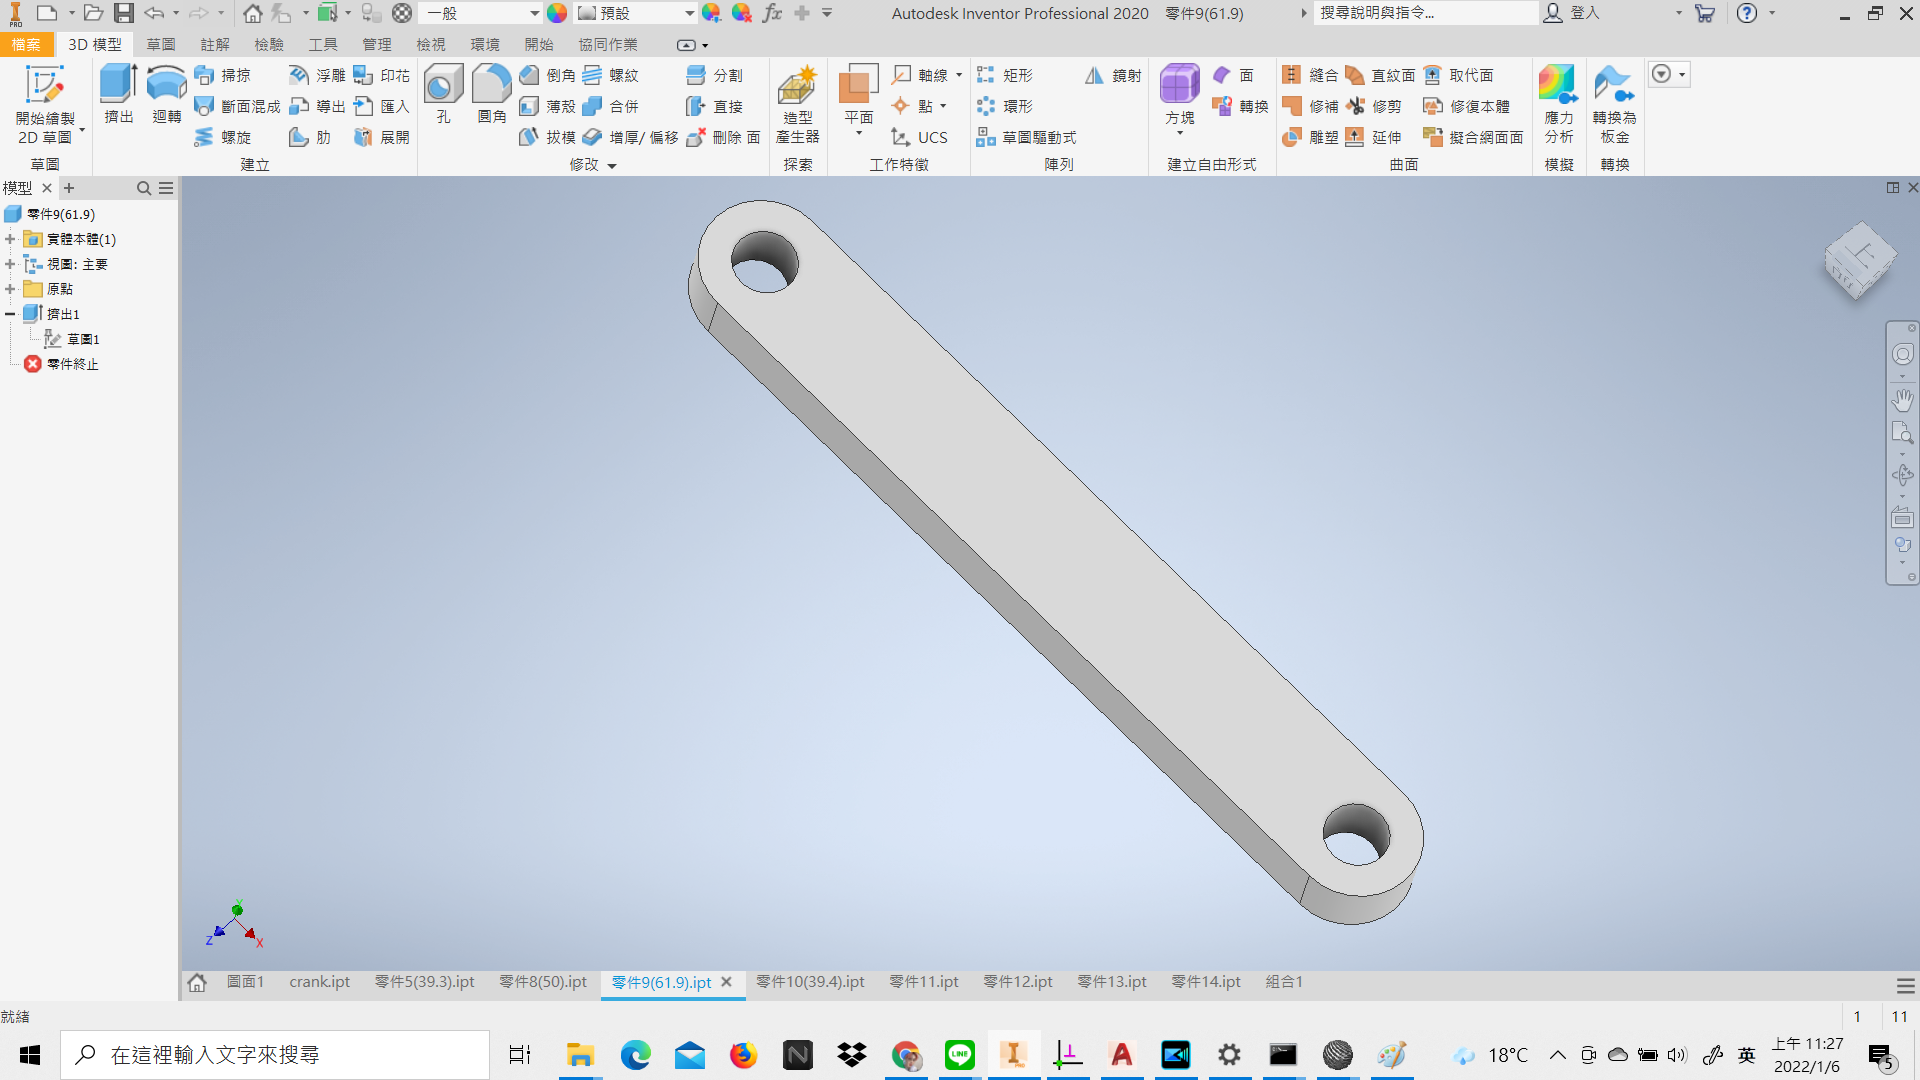 PRO 一般 預設 fx Autodesk Inventor Professional 2020 零件9(61.9) 搜尋說明與指令... 登入
檔案 3D 模型 草圖 註解 檢驗 工具 管理 檢視 環境 開始 協同作業
開始繪製
2D 草圖
草圖
擠出 迴轉
掃掠 浮雕 印花
斷面混成 導出 匯入
螺旋 肋 展開
建立
孔 圓角
倒角 螺紋 分割
薄殼 合併 直接
拔模 增厚/ 偏移 刪除 面
修改
造型
產生器
探索
平面
軸線
點
UCS
工作特徵
矩形 鏡射
環形
草圖驅動式
陣列
方塊
面
轉換
建立自由形式
縫合 直紋面 取代面
修補 修剪 修復本體
雕塑 延伸 擬合網面面
曲面
應力
分析
模擬
轉換為
板金
轉換
模型
零件9(61.9)
實體本體(1)
視圖: 主要
原點
擠出1
草圖1
零件終止
Y
Z
X
圖面1 crank.ipt 零件5(39.3).ipt 零件8(50).ipt 零件9(61.9).ipt 零件10(39.4).ipt 零件11.ipt 零件12.ipt 零件13.ipt 零件14.ipt 組合1
就緒 1 11
在這裡輸入文字來搜尋 LINE 18°C 英 上午 11:27
2022/1/6
5